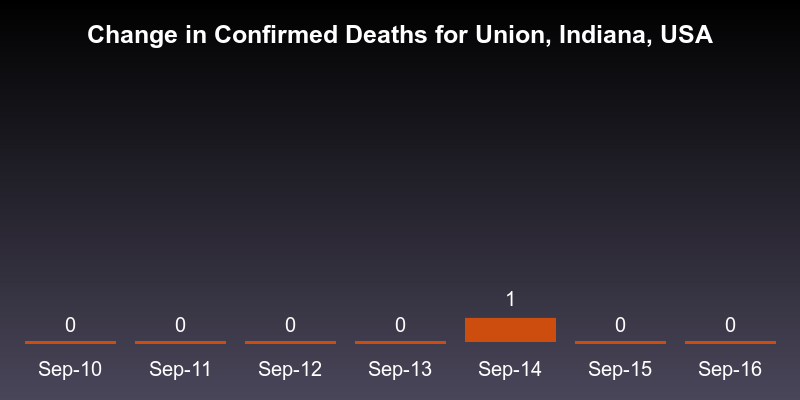 Change in Confirmed Deaths for Union, Indiana, USA
1
0 0 0 0 0 0
Sep-10 Sep-11 Sep-12 Sep-13 Sep-14 Sep-15 Sep-16